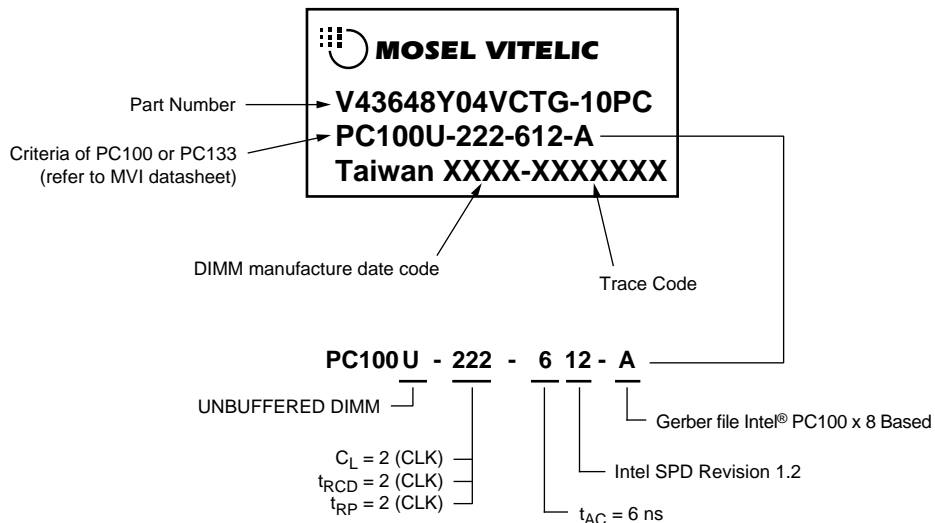 MOSEL VITELIC
Part Number
V43648Y04VCTG-10PC
Criteria of PC100 or PC133
(refer to MVI datasheet)
PC100U-222-612-A
Taiwan XXXX-XXXXXXX
DIMM manufacture date code
Trace Code
PC100 U - 222 - 6 12 - A
UNBUFFERED DIMM
Gerber file Intel® PC100 x 8 Based
CL = 2 (CLK)
tRCD = 2 (CLK)
tRP = 2 (CLK)
Intel SPD Revision 1.2
tAC = 6 ns